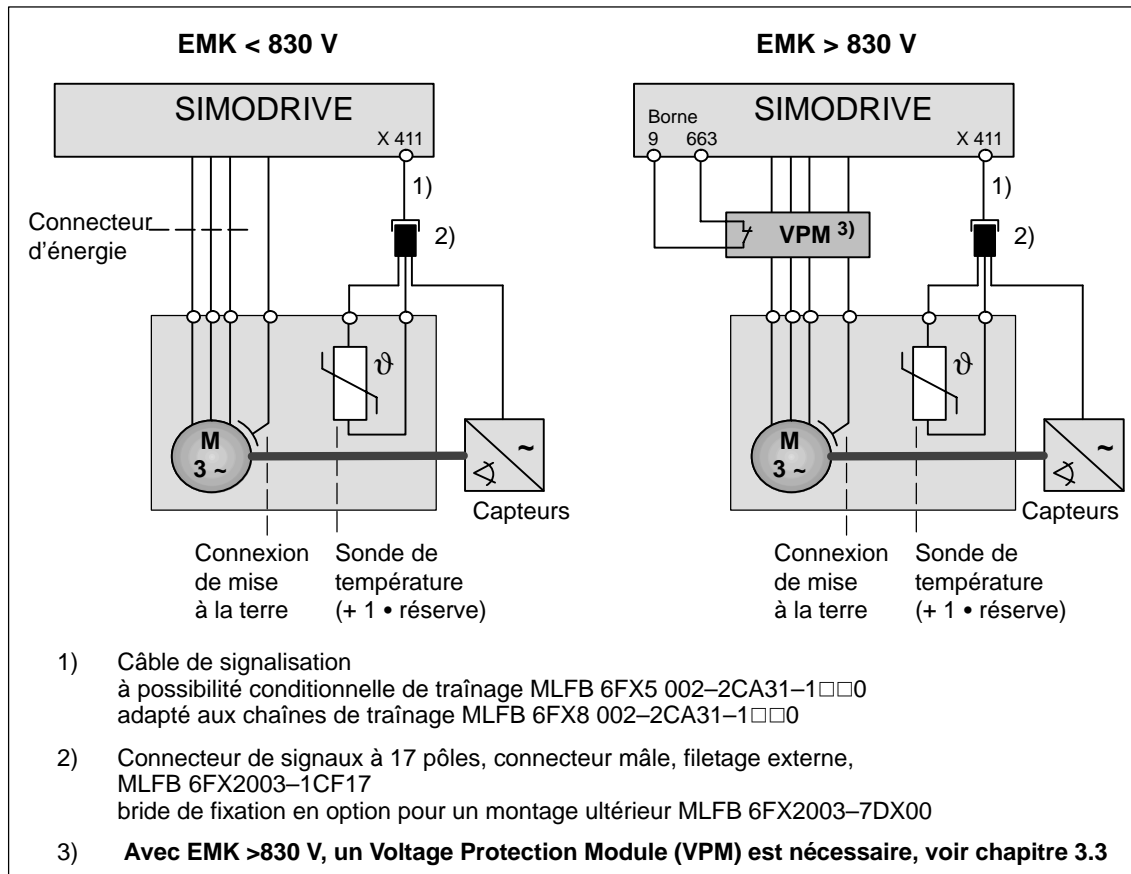 EMK < 830 V
SIMODRIVE
X 411
1)
Connecteur
d'énergie
2)
ϑ
M
3 ~
~
Capteurs
Connexion
de mise
à la terre
Sonde de
température
(+ 1 • réserve)
EMK > 830 V
SIMODRIVE
Borne
9 663
X 411
1)
VPM 3)
2)
ϑ
M
3 ~
~
Capteurs
Connexion
de mise
à la terre
Sonde de
température
(+ 1 • réserve)
1) Câble de signalisation
à possibilité conditionnelle de traînage MLFB 6FX5 002–2CA31–1□□0
adapté aux chaînes de traînage MLFB 6FX8 002–2CA31–1□□0
2) Connecteur de signaux à 17 pôles, connecteur mâle, filetage externe,
MLFB 6FX2003–1CF17
bride de fixation en option pour un montage ultérieur MLFB 6FX2003–7DX00
3) Avec EMK >830 V, un Voltage Protection Module (VPM) est nécessaire, voir chapitre 3.3